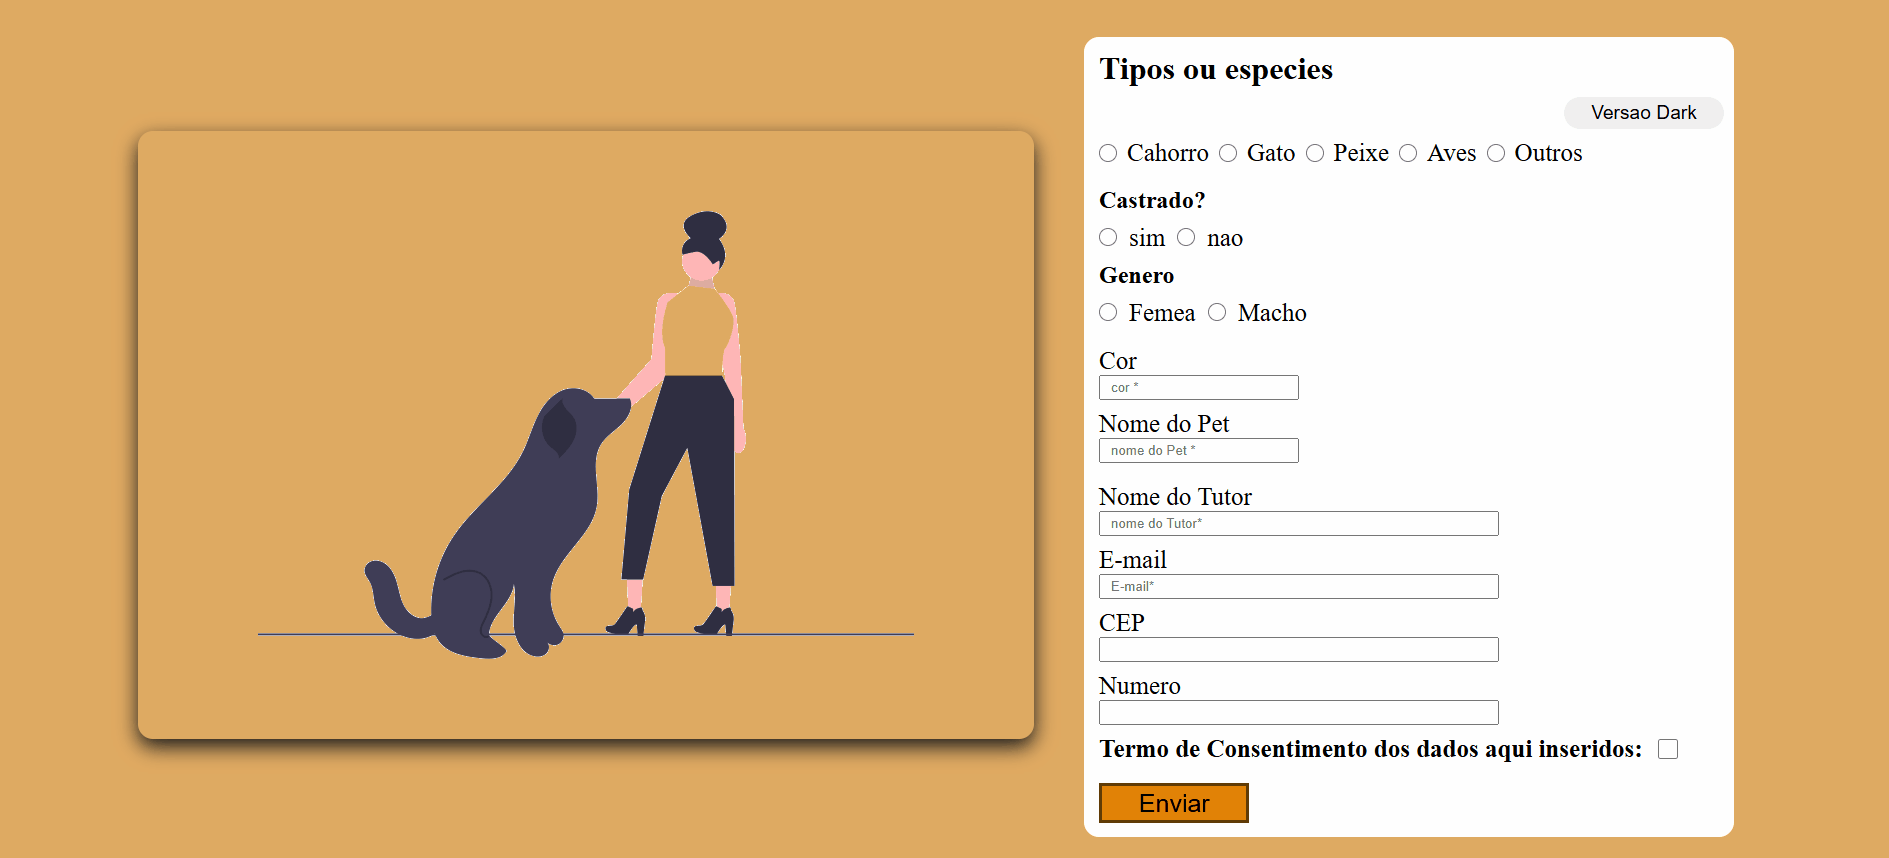 Tipos ou especies
Versao Dark
Cahorro Gato Peixe Aves Outros
Castrado?
sim nao
Genero
Femea Macho
Cor
cor *
Nome do Pet
nome do Pet *
Nome do Tutor
nome do Tutor*
E-mail
E-mail*
CEP
Numero
Termo de Consentimento dos dados aqui inseridos:
Enviar